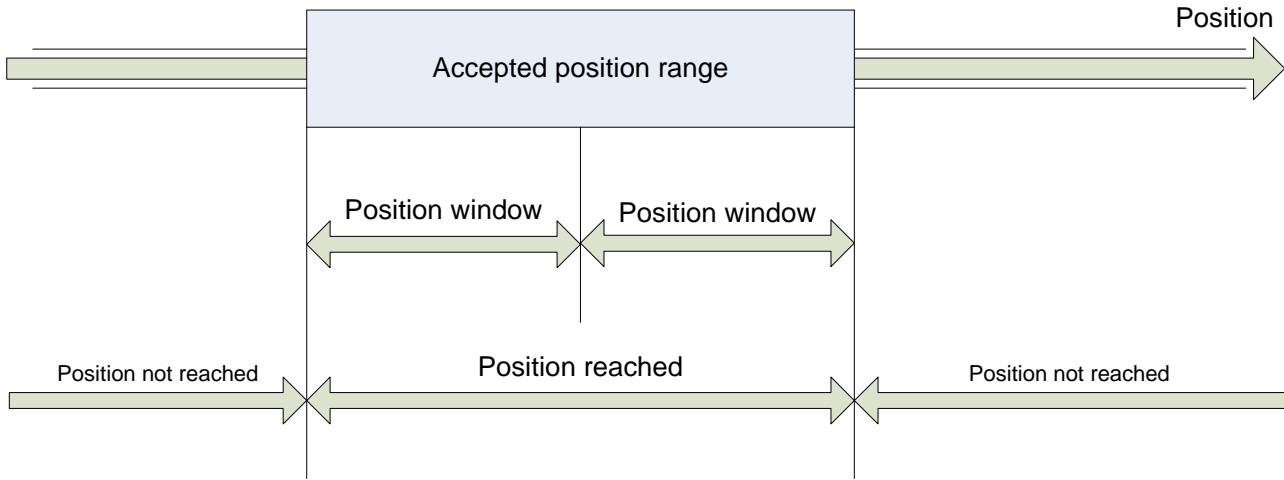 Position
Accepted position range
Position window
Position window
Position not reached
Position reached
Position not reached